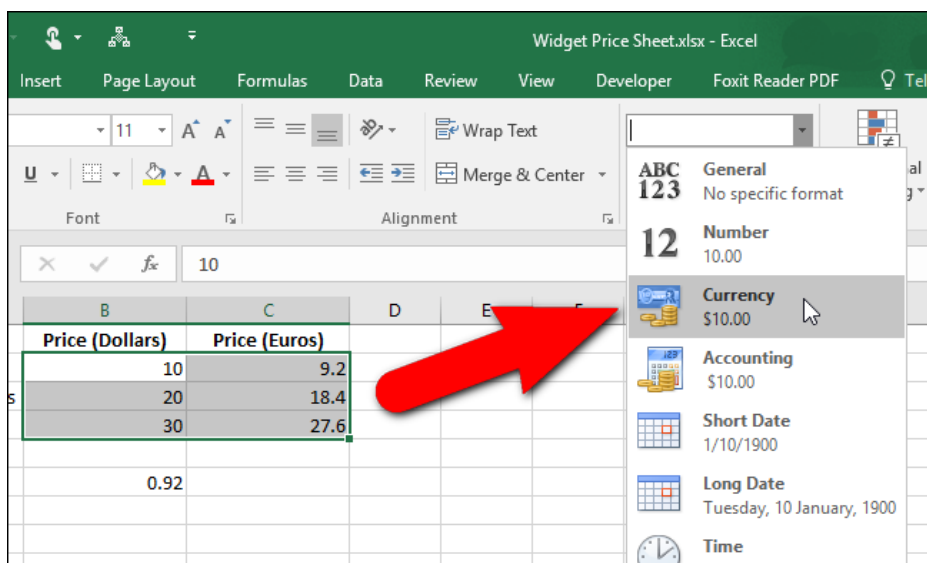 Widget Price Sheet.xlsx - Excel
Insert Page Layout Formulas Data Review View Developer Foxit Reader PDF
11 A A Wrap Text
U A Merge & Center
Font Alignment
fx 10
B C D E
Price (Dollars) Price (Euros)
10 9.2
20 18.4
30 27.6
0.92
ABC
123
General
No specific format
12
Number
10.00
Currency
$10.00
123
Accounting
$10.00
Short Date
1/10/1900
Long Date
Tuesday, 10 January, 1900
Time